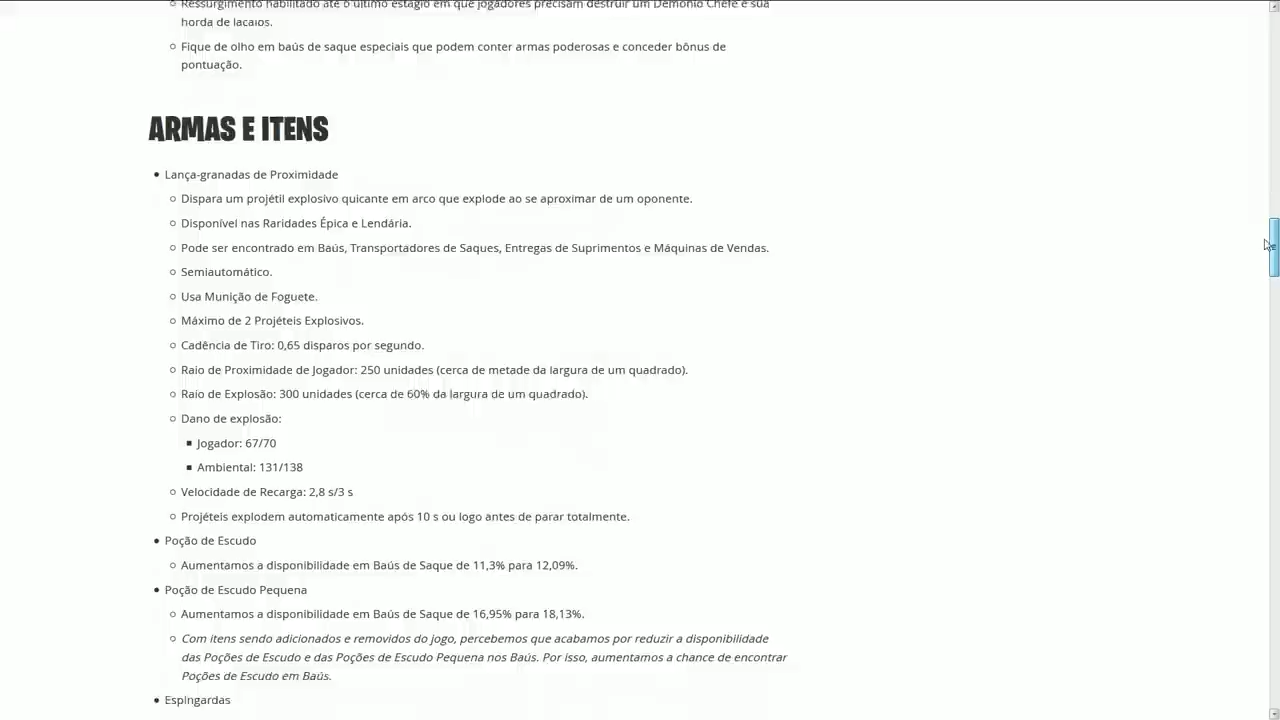 Ressurgimento habilitado até o último estágio em que jogadores precisam destruir um Demônio Chefe e sua
horda de lacaios.
Fique de olho em baús de saque especiais que podem conter armas poderosas e conceder bônus de
pontuação.
ARMAS E ITENS
Lança-granadas de Proximidade
Dispara um projétil explosivo quicante em arco que explode ao se aproximar de um oponente.
Disponível nas Raridades Épica e Lendária.
Pode ser encontrado em Baús, Transportadores de Saques, Entregas de Suprimentos e Máquinas de Vendas.
Semiautomático.
Usa Munição de Foguete.
Máximo de 2 Projéteis Explosivos.
Cadência de Tiro: 0,65 disparos por segundo.
Raio de Proximidade de Jogador: 250 unidades (cerca de metade da largura de um quadrado).
Raio de Explosão: 300 unidades (cerca de 60% da largura de um quadrado).
Dano de explosão:
Jogador: 67/70
Ambiental: 131/138
Velocidade de Recarga: 2,8 s/3 s
Projéteis explodem automaticamente após 10 s ou logo antes de parar totalmente.
Poção de Escudo
Aumentamos a disponibilidade em Baús de Saque de 11,3% para 12,09%.
Poção de Escudo Pequena
Aumentamos a disponibilidade em Baús de Saque de 16,95% para 18,13%.
Com itens sendo adicionados e removidos do jogo, percebemos que acabamos por reduzir a disponibilidade
das Poções de Escudo e das Poções de Escudo Pequena nos Baús. Por isso, aumentamos a chance de encontrar
Poções de Escudo em Baús.
Espingardas